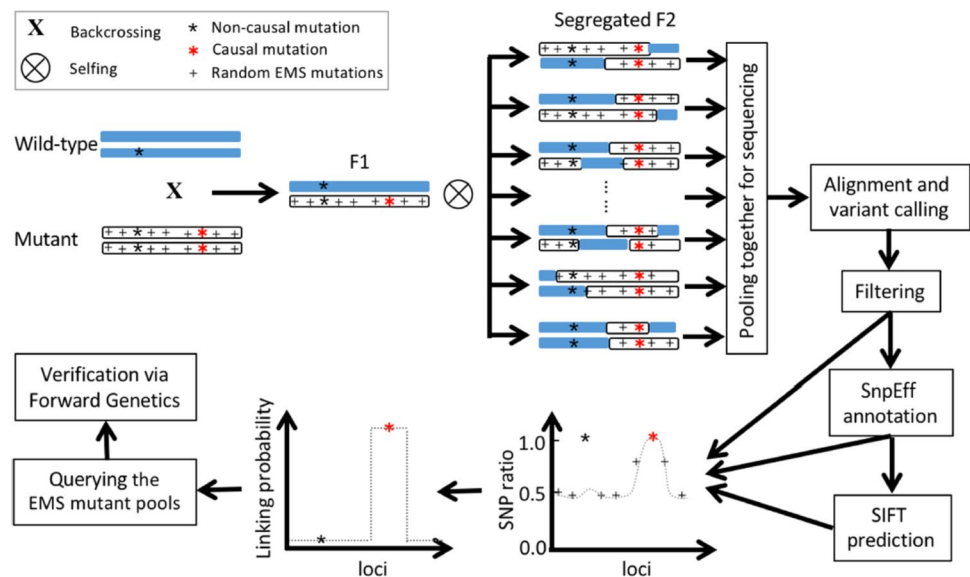 X Backcrossing
Selfing
* Non-causal mutation
* Causal mutation
+ Random EMS mutations
Segregated F2
Wild-type
X
Mutant
F1
Pooling together for sequencing
Alignment and
variant calling
Filtering
SnpEff
annotation
SIFT
prediction
SNP ratio
1.0
0.5
0.0
loci
Linking probability
loci
Querying the
EMS mutant pools
Verification via
Forward Genetics